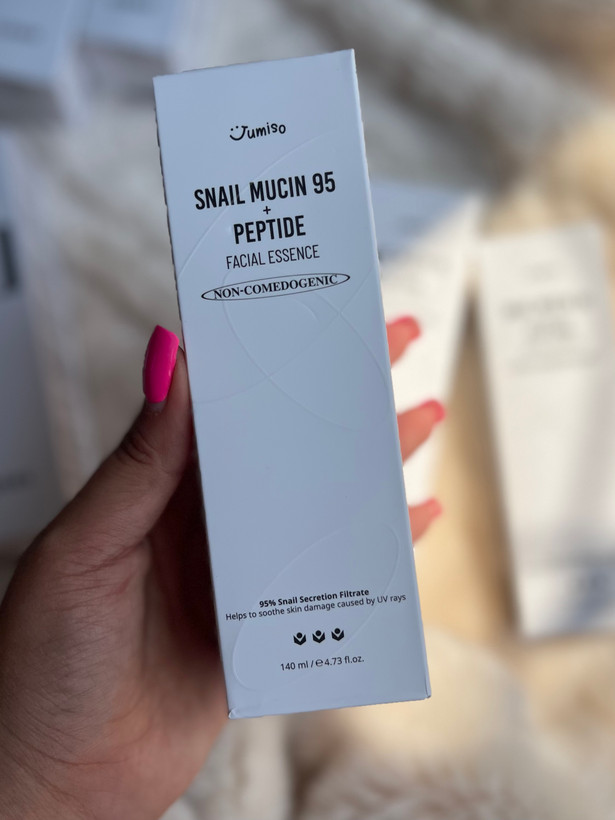 Jumiso
SNAIL MUCIN 95
+
PEPTIDE
FACIAL ESSENCE
NON-COMEDOGENIC
95% Snail Secretion Filtrate
Helps to soothe skin damage caused by UV rays
140 ml / ℮ 4.73 fl.oz.